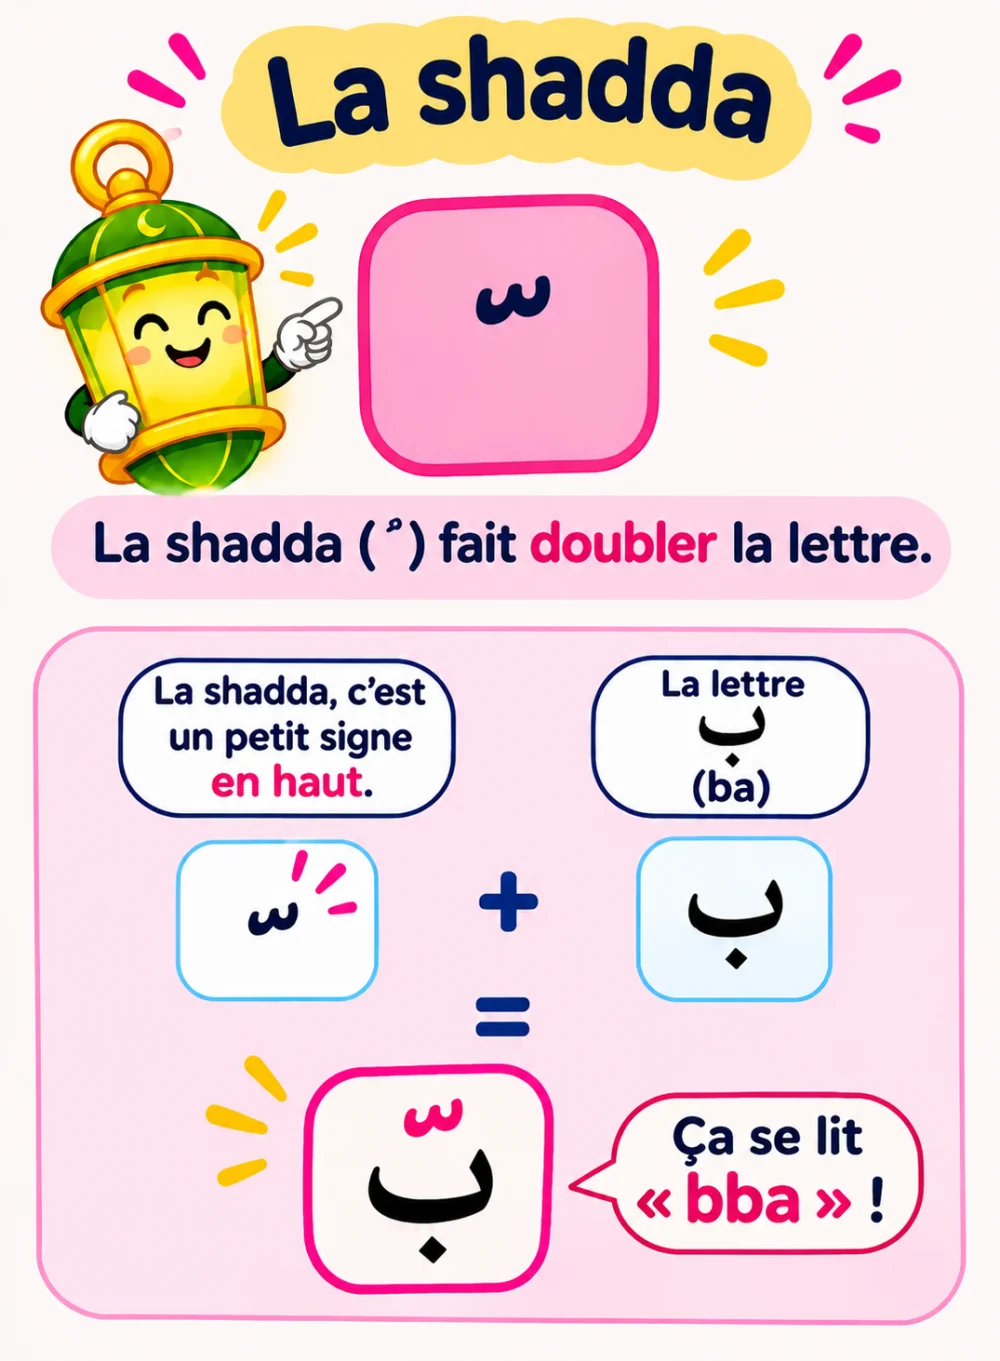 La shadda
ّ
La shadda ( ُ ) fait doubler la lettre.
La shadda, c’est
un petit signe
en haut.
La lettre
ب
(ba)
ّ + ب
=
بّ
Ça se lit
« bba » !